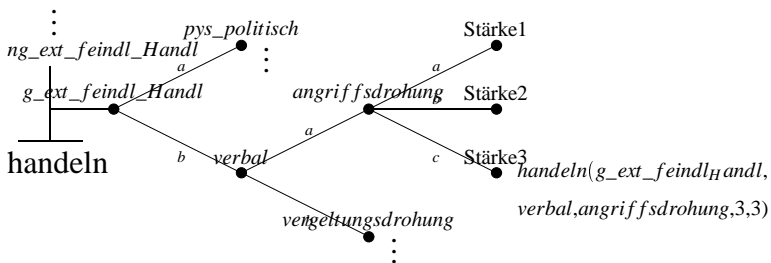 ⋮
pys_politisch
Stärke1
ng_ext_feindl_Handl
a
⋮
a
g_ext_feindl_Handl
angriffsdrohung
Stärke2
a
b
verbal
c
Stärke3
handeln
handeln(g_ext_feindl_Handl,
verbal,angriffsdrohung,3,3)
vergeltungsdrohung
⋮